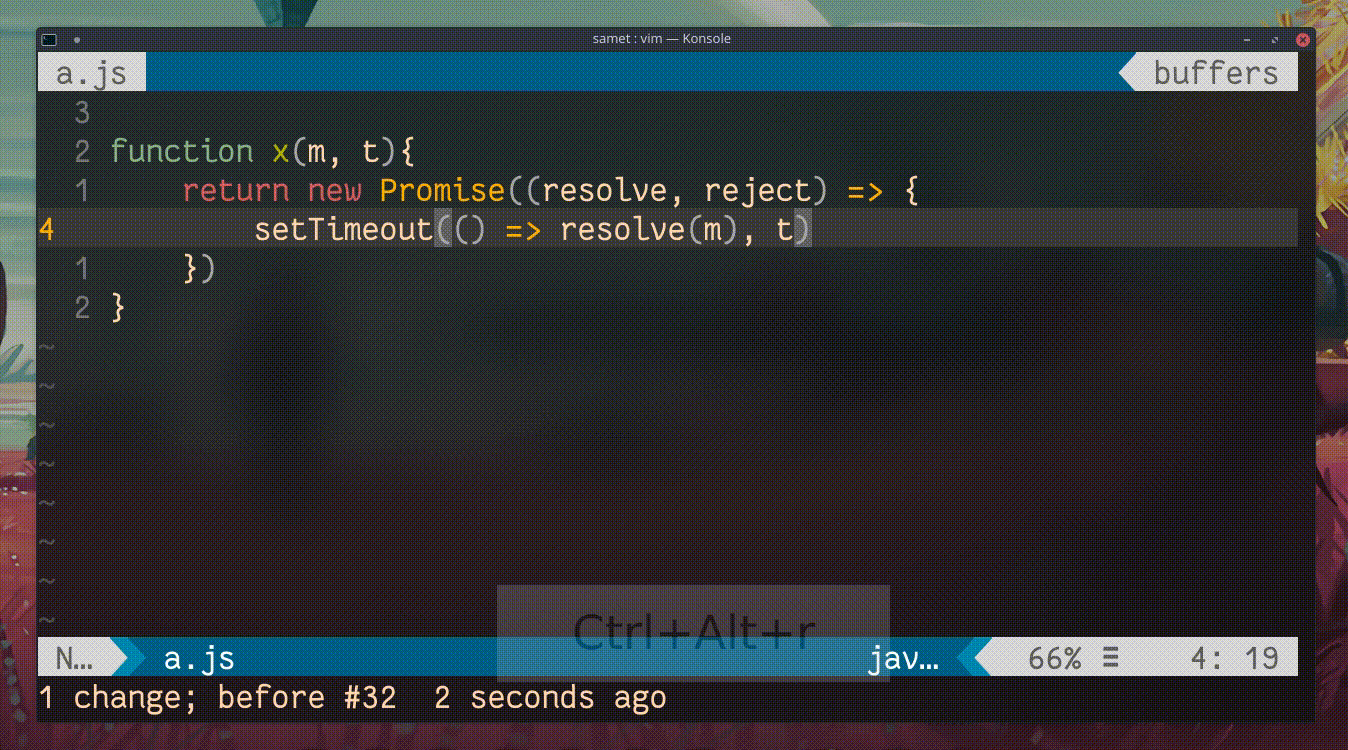 samet : vim — Konsole
a.js buffers
3
2 function x(m, t){
1     return new Promise((resolve, reject) => {
4         setTimeout(() => resolve(m), t)
1     })
2 }
~
~
~
~
~
~
~
~
Ctrl+Alt+r
N… a.js jav… 66% ☰ 4: 19
1 change; before #32  2 seconds ago